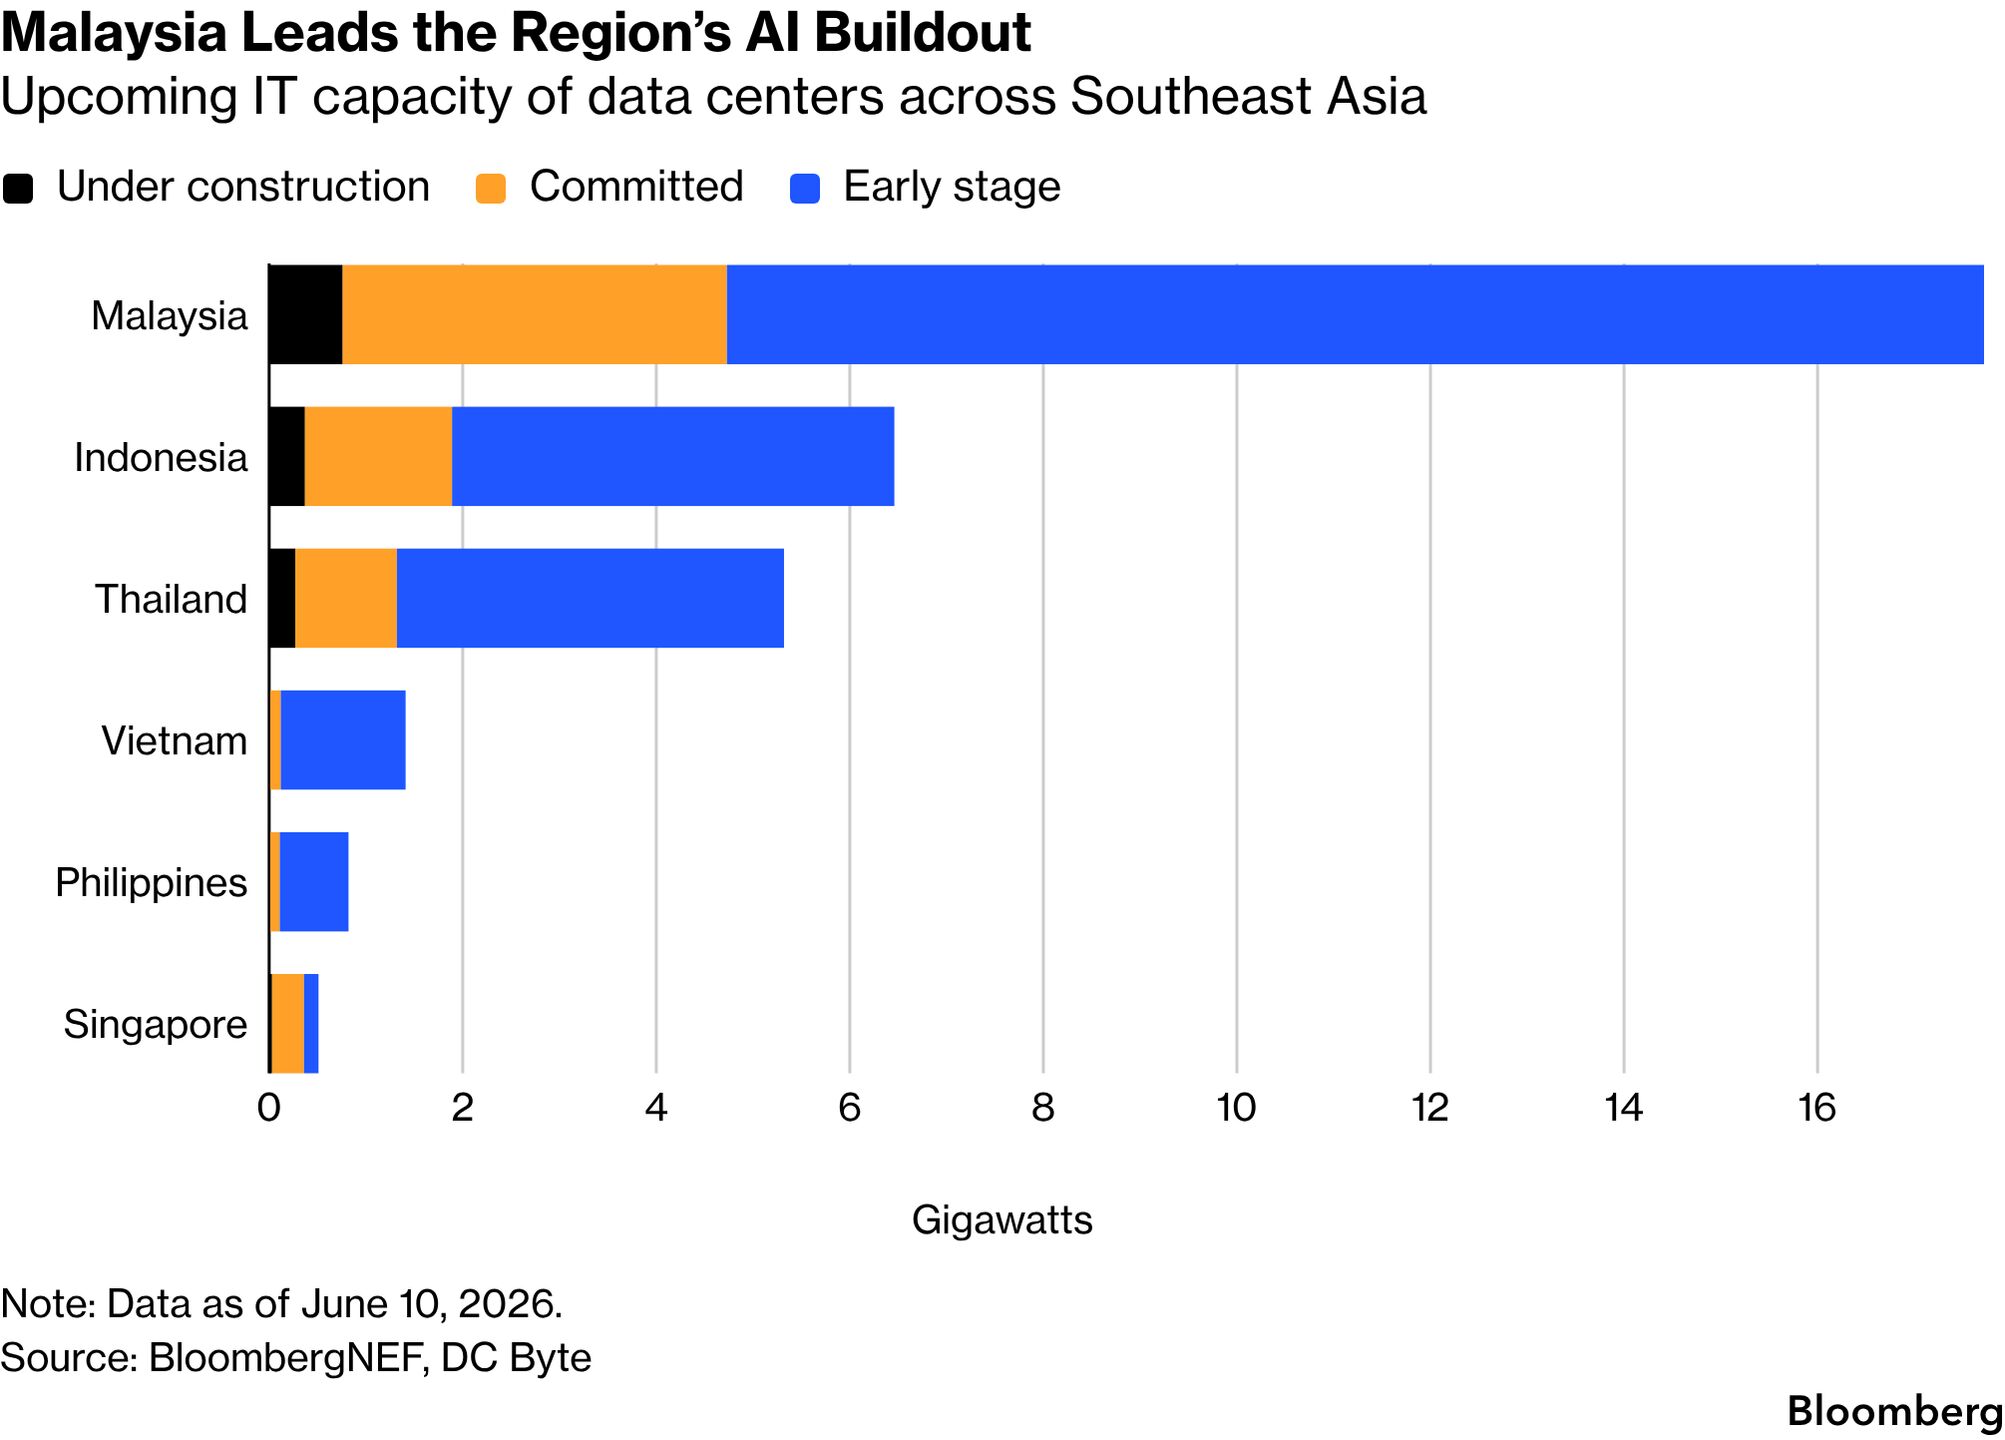 Malaysia Leads the Region’s AI Buildout
Upcoming IT capacity of data centers across Southeast Asia
Under construction Committed Early stage
Malaysia
Indonesia
Thailand
Vietnam
Philippines
Singapore
0 2 4 6 8 10 12 14 16
Gigawatts
Note: Data as of June 10, 2026.
Source: BloombergNEF, DC Byte
Bloomberg